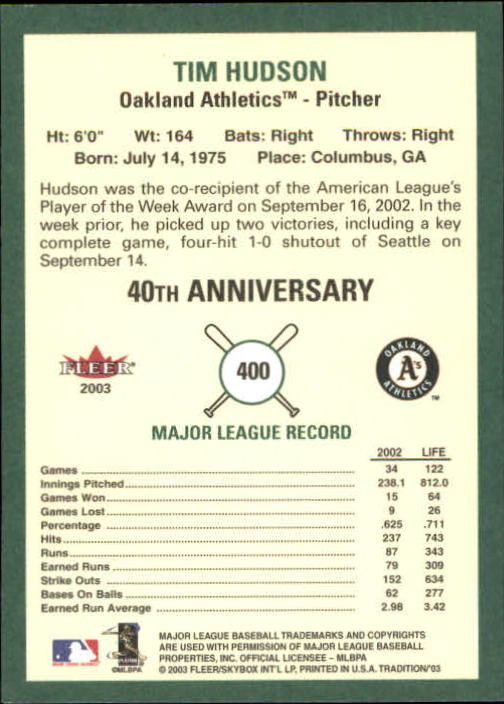 TIM HUDSON
Oakland Athletics™ - Pitcher
Ht: 6'0" Wt: 164 Bats: Right Throws: Right
Born: July 14, 1975 Place: Columbus, GA
Hudson was the co-recipient of the American League's
Player of the Week Award on September 16, 2002. In the
week prior, he picked up two victories, including a key
complete game, four-hit 1-0 shutout of Seattle on
September 14.
40TH ANNIVERSARY
FLEER®
2003
400
OAKLAND
A's
ATHLETICS
™
MAJOR LEAGUE RECORD
2002 LIFE
Games 34 122
Innings Pitched 238.1 812.0
Games Won 15 64
Games Lost 9 26
Percentage .625 .711
Hits 237 743
Runs 87 343
Earned Runs 79 309
Strike Outs 152 634
Bases On Balls 62 277
Earned Run Average 2.98 3.42
PLAYERS
©MLBPA
MAJOR LEAGUE BASEBALL TRADEMARKS AND COPYRIGHTS
ARE USED WITH PERMISSION OF MAJOR LEAGUE BASEBALL
PROPERTIES, INC. OFFICIAL LICENSEE – MLBPA
© 2003 FLEER/SKYBOX INT'L LP, PRINTED IN U.S.A. TRADITION/'03